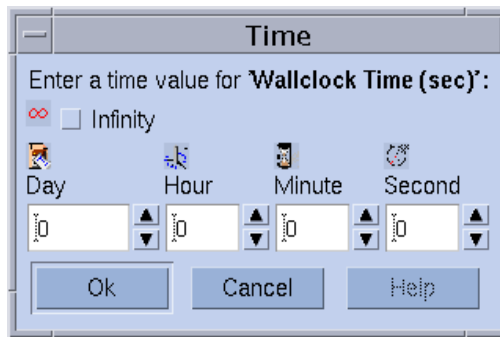 Time
Enter a time value for 'Wallclock Time (sec)':
∞ Infinity
Day Hour Minute Second
0 0 0 0
Ok Cancel Help